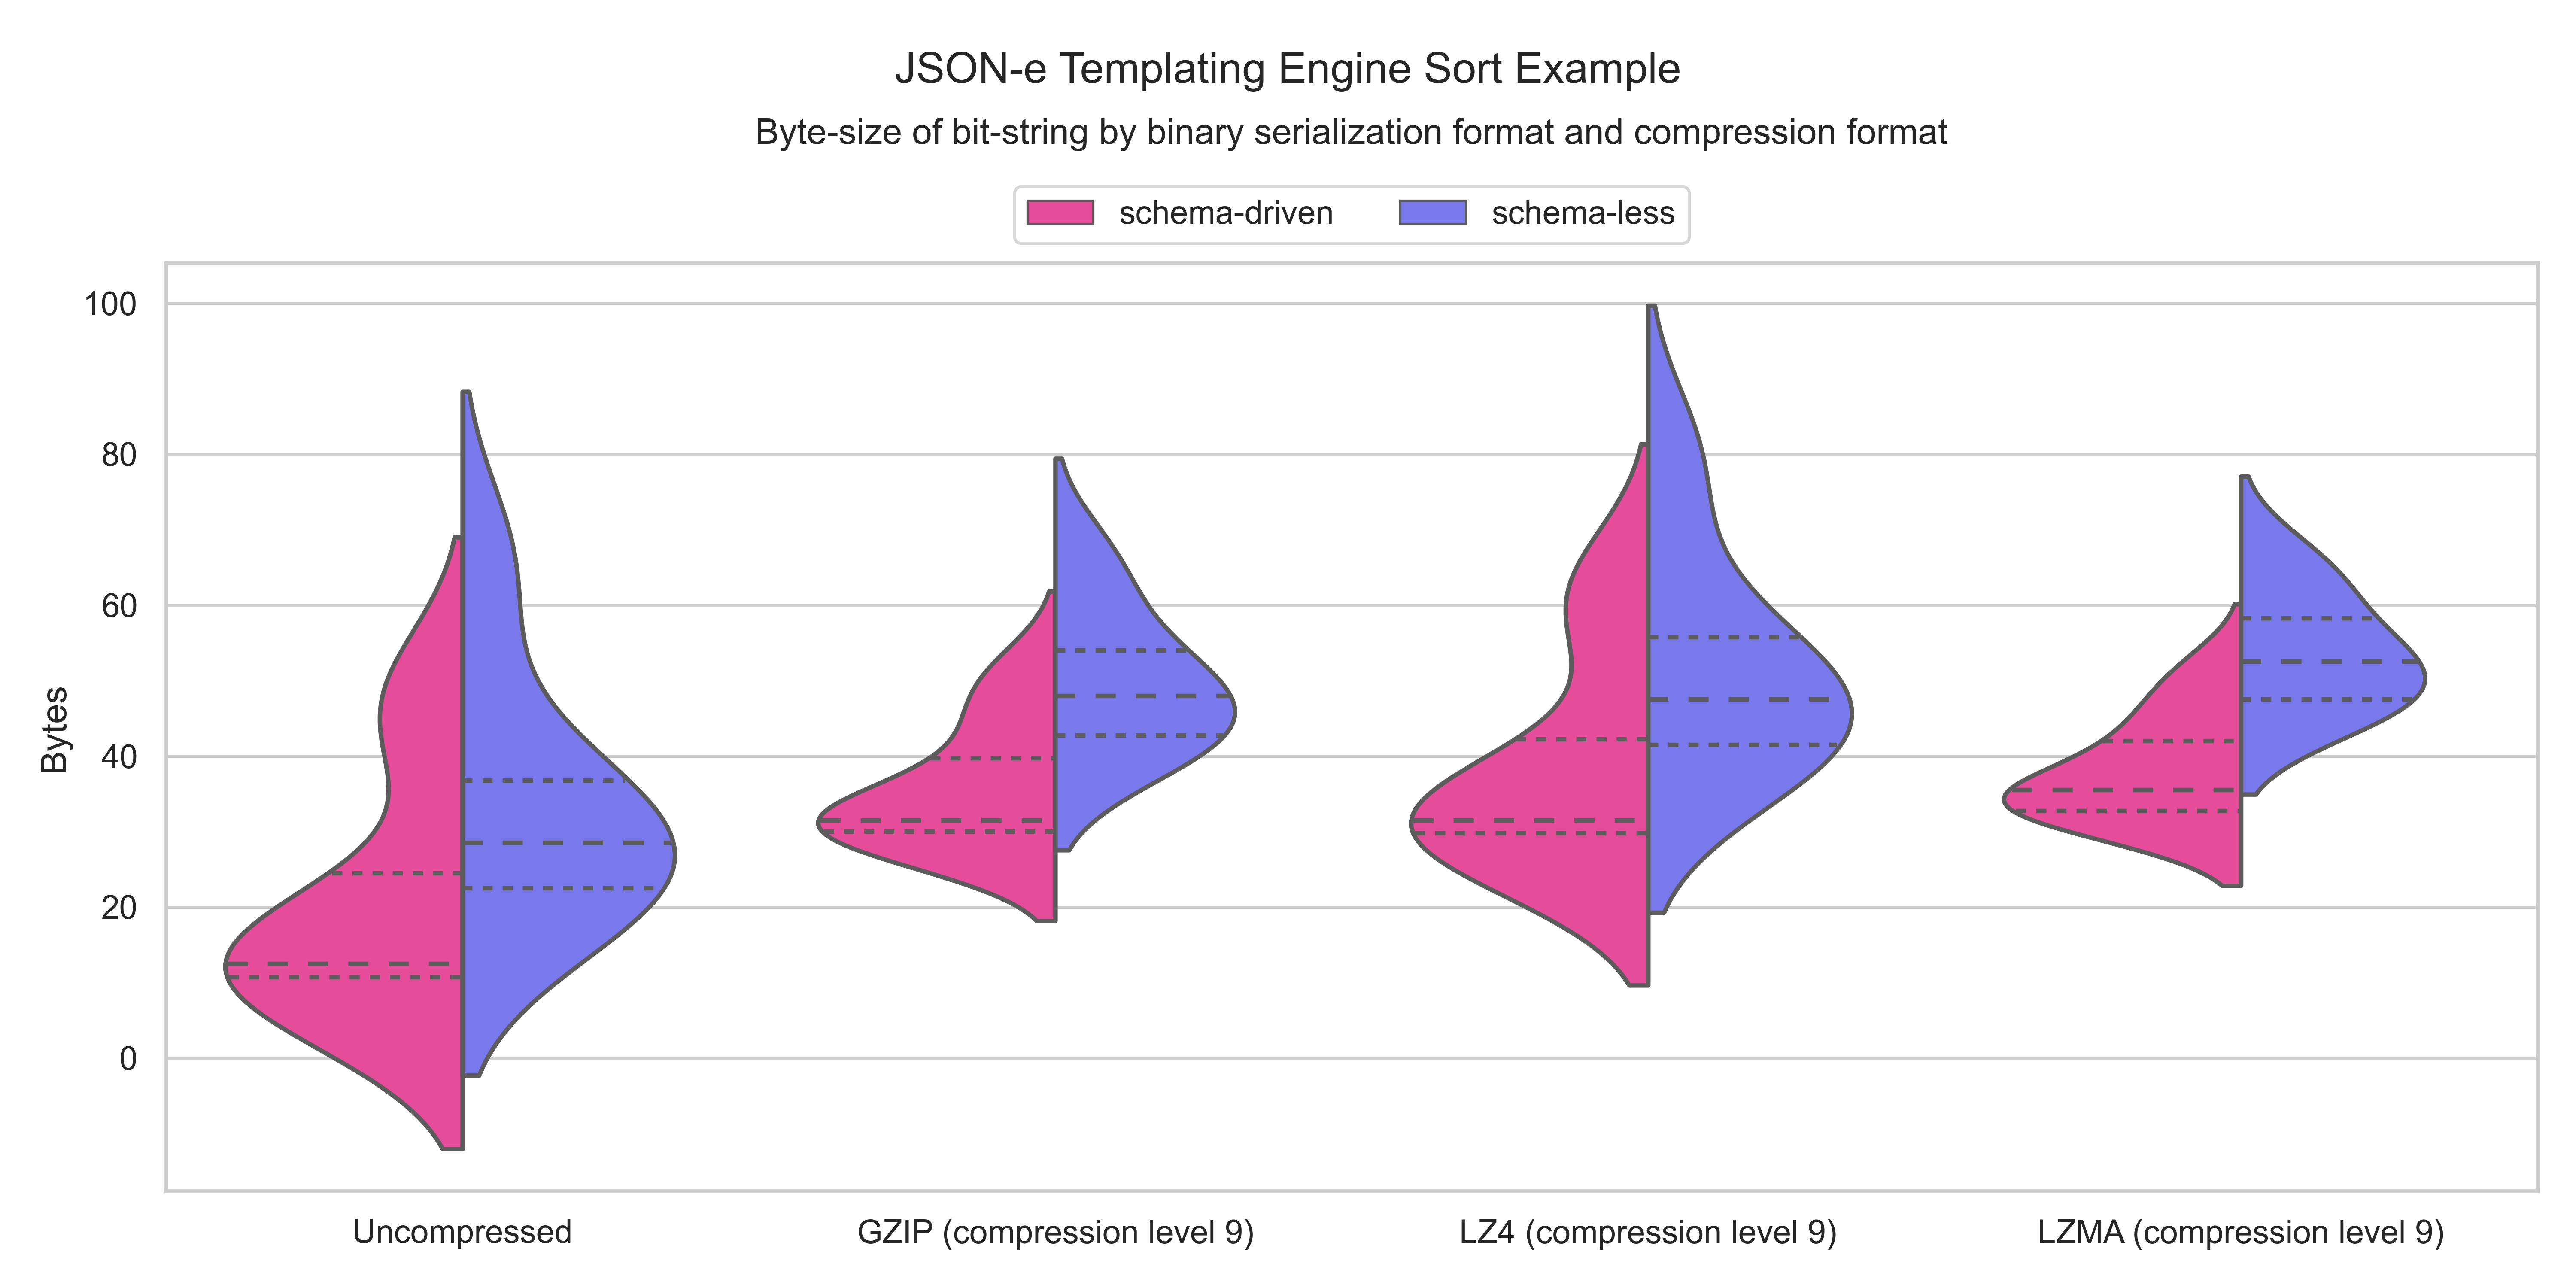 JSON-e Templating Engine Sort Example
Byte-size of bit-string by binary serialization format and compression format
schema-driven schema-less
100
80
60
40
20
0
Bytes
Uncompressed GZIP (compression level 9) LZ4 (compression level 9) LZMA (compression level 9)